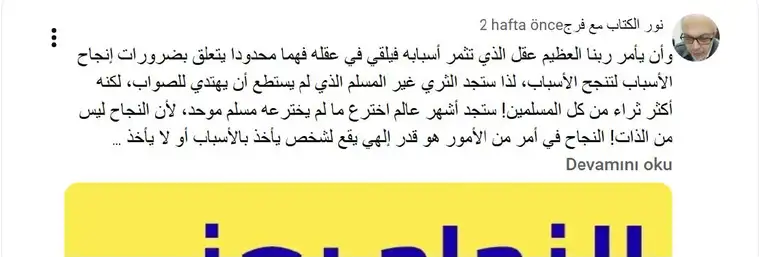 نور الكتاب مع فرج 2 hafta önce
وأن يأمر ربنا العظيم عقل الذي تثمر أسبابه فيلقي في عقله فهما محدودا يتعلق بضرورات إنجاح
الأسباب لتنجح الأسباب، لذا ستجد الثري غير المسلم الذي لم يستطع أن يهتدي للصواب، لكنه
أكثر ثراء من كل المسلمين! ستجد أشهر عالم اخترع ما لم يخترعه مسلم موحد، لأن النجاح ليس
من الذات! النجاح في أمر من الأمور هو قدر إلهي يقع لشخص يأخذ بالأسباب أو لا يأخذ ...
Devamını oku